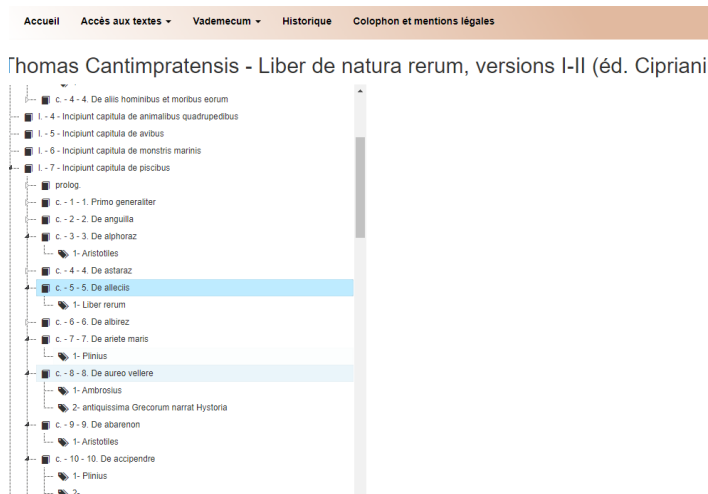 Accueil Accès aux textes Vademecum Historique Colophon et mentions légales
Thomas Cantimpratensis - Liber de natura rerum, versions I-II (éd. Cipriani
c. - 4 - 4. De aliis hominibus et moribus eorum
l. - 4 - Incipiunt capitula de animalibus quadrupedibus
l. - 5 - Incipiunt capitula de avibus
l. - 6 - Incipiunt capitula de monstris marinis
l. - 7 - Incipiunt capitula de piscibus
prolog.
c. - 1 - 1. Primo generaliter
c. - 2 - 2. De anguilla
c. - 3 - 3. De alphoraz
1- Aristotiles
c. - 4 - 4. De astaraz
c. - 5 - 5. De alleciis
1- Liber rerum
c. - 6 - 6. De albirez
c. - 7 - 7. De ariete maris
1- Plinius
c. - 8 - 8. De aureo vellere
1- Ambrosius
2- antiquissima Grecorum narrat Hystoria
c. - 9 - 9. De abarenon
1- Aristotiles
c. - 10 - 10. De accipendre
1- Plinius
2-